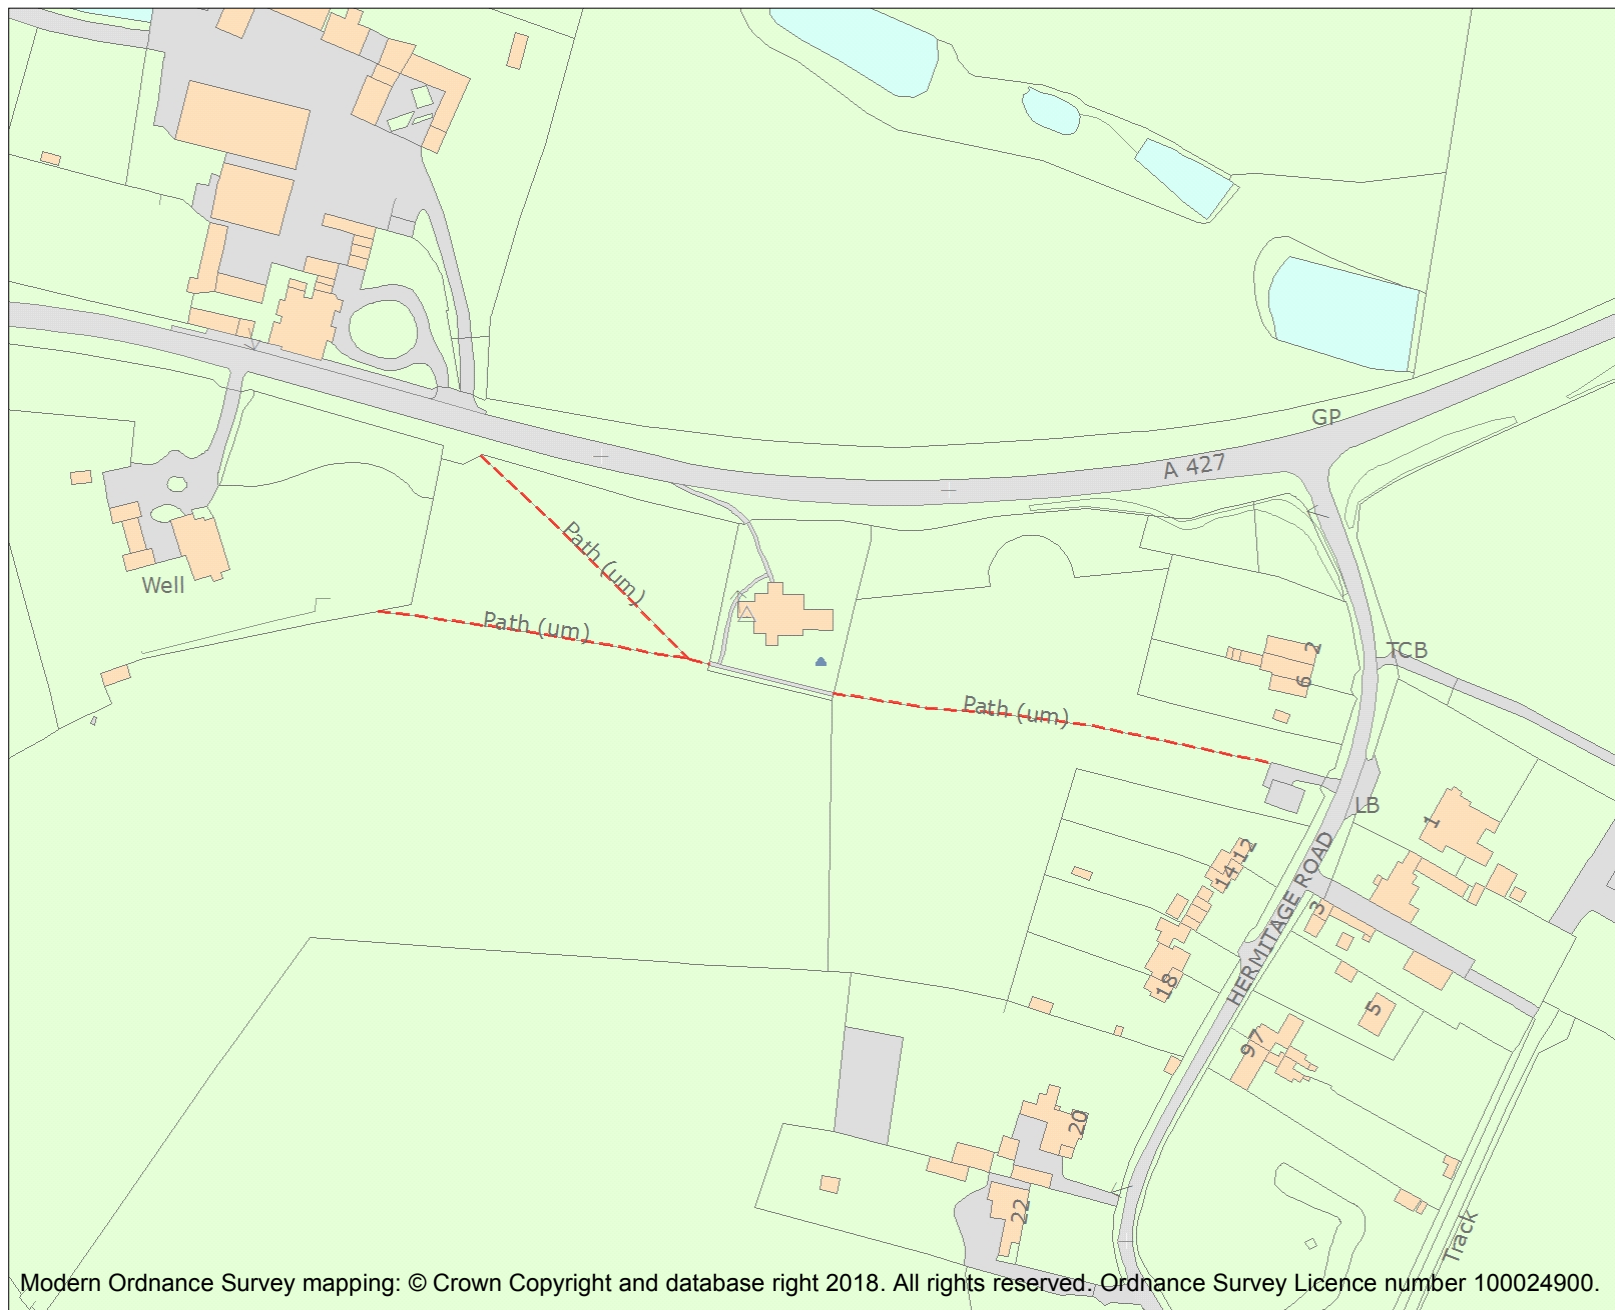 GP
A 427
Path (um)
Well
Path (um)
2
TCB
6
Path (um)
LB
1
12
14
HERMITAGE ROAD
3
18
5
7
9
20
22
Track
Modern Ordnance Survey mapping: © Crown Copyright and database right 2018. All rights reserved. Ordnance Survey Licence number 100024900.